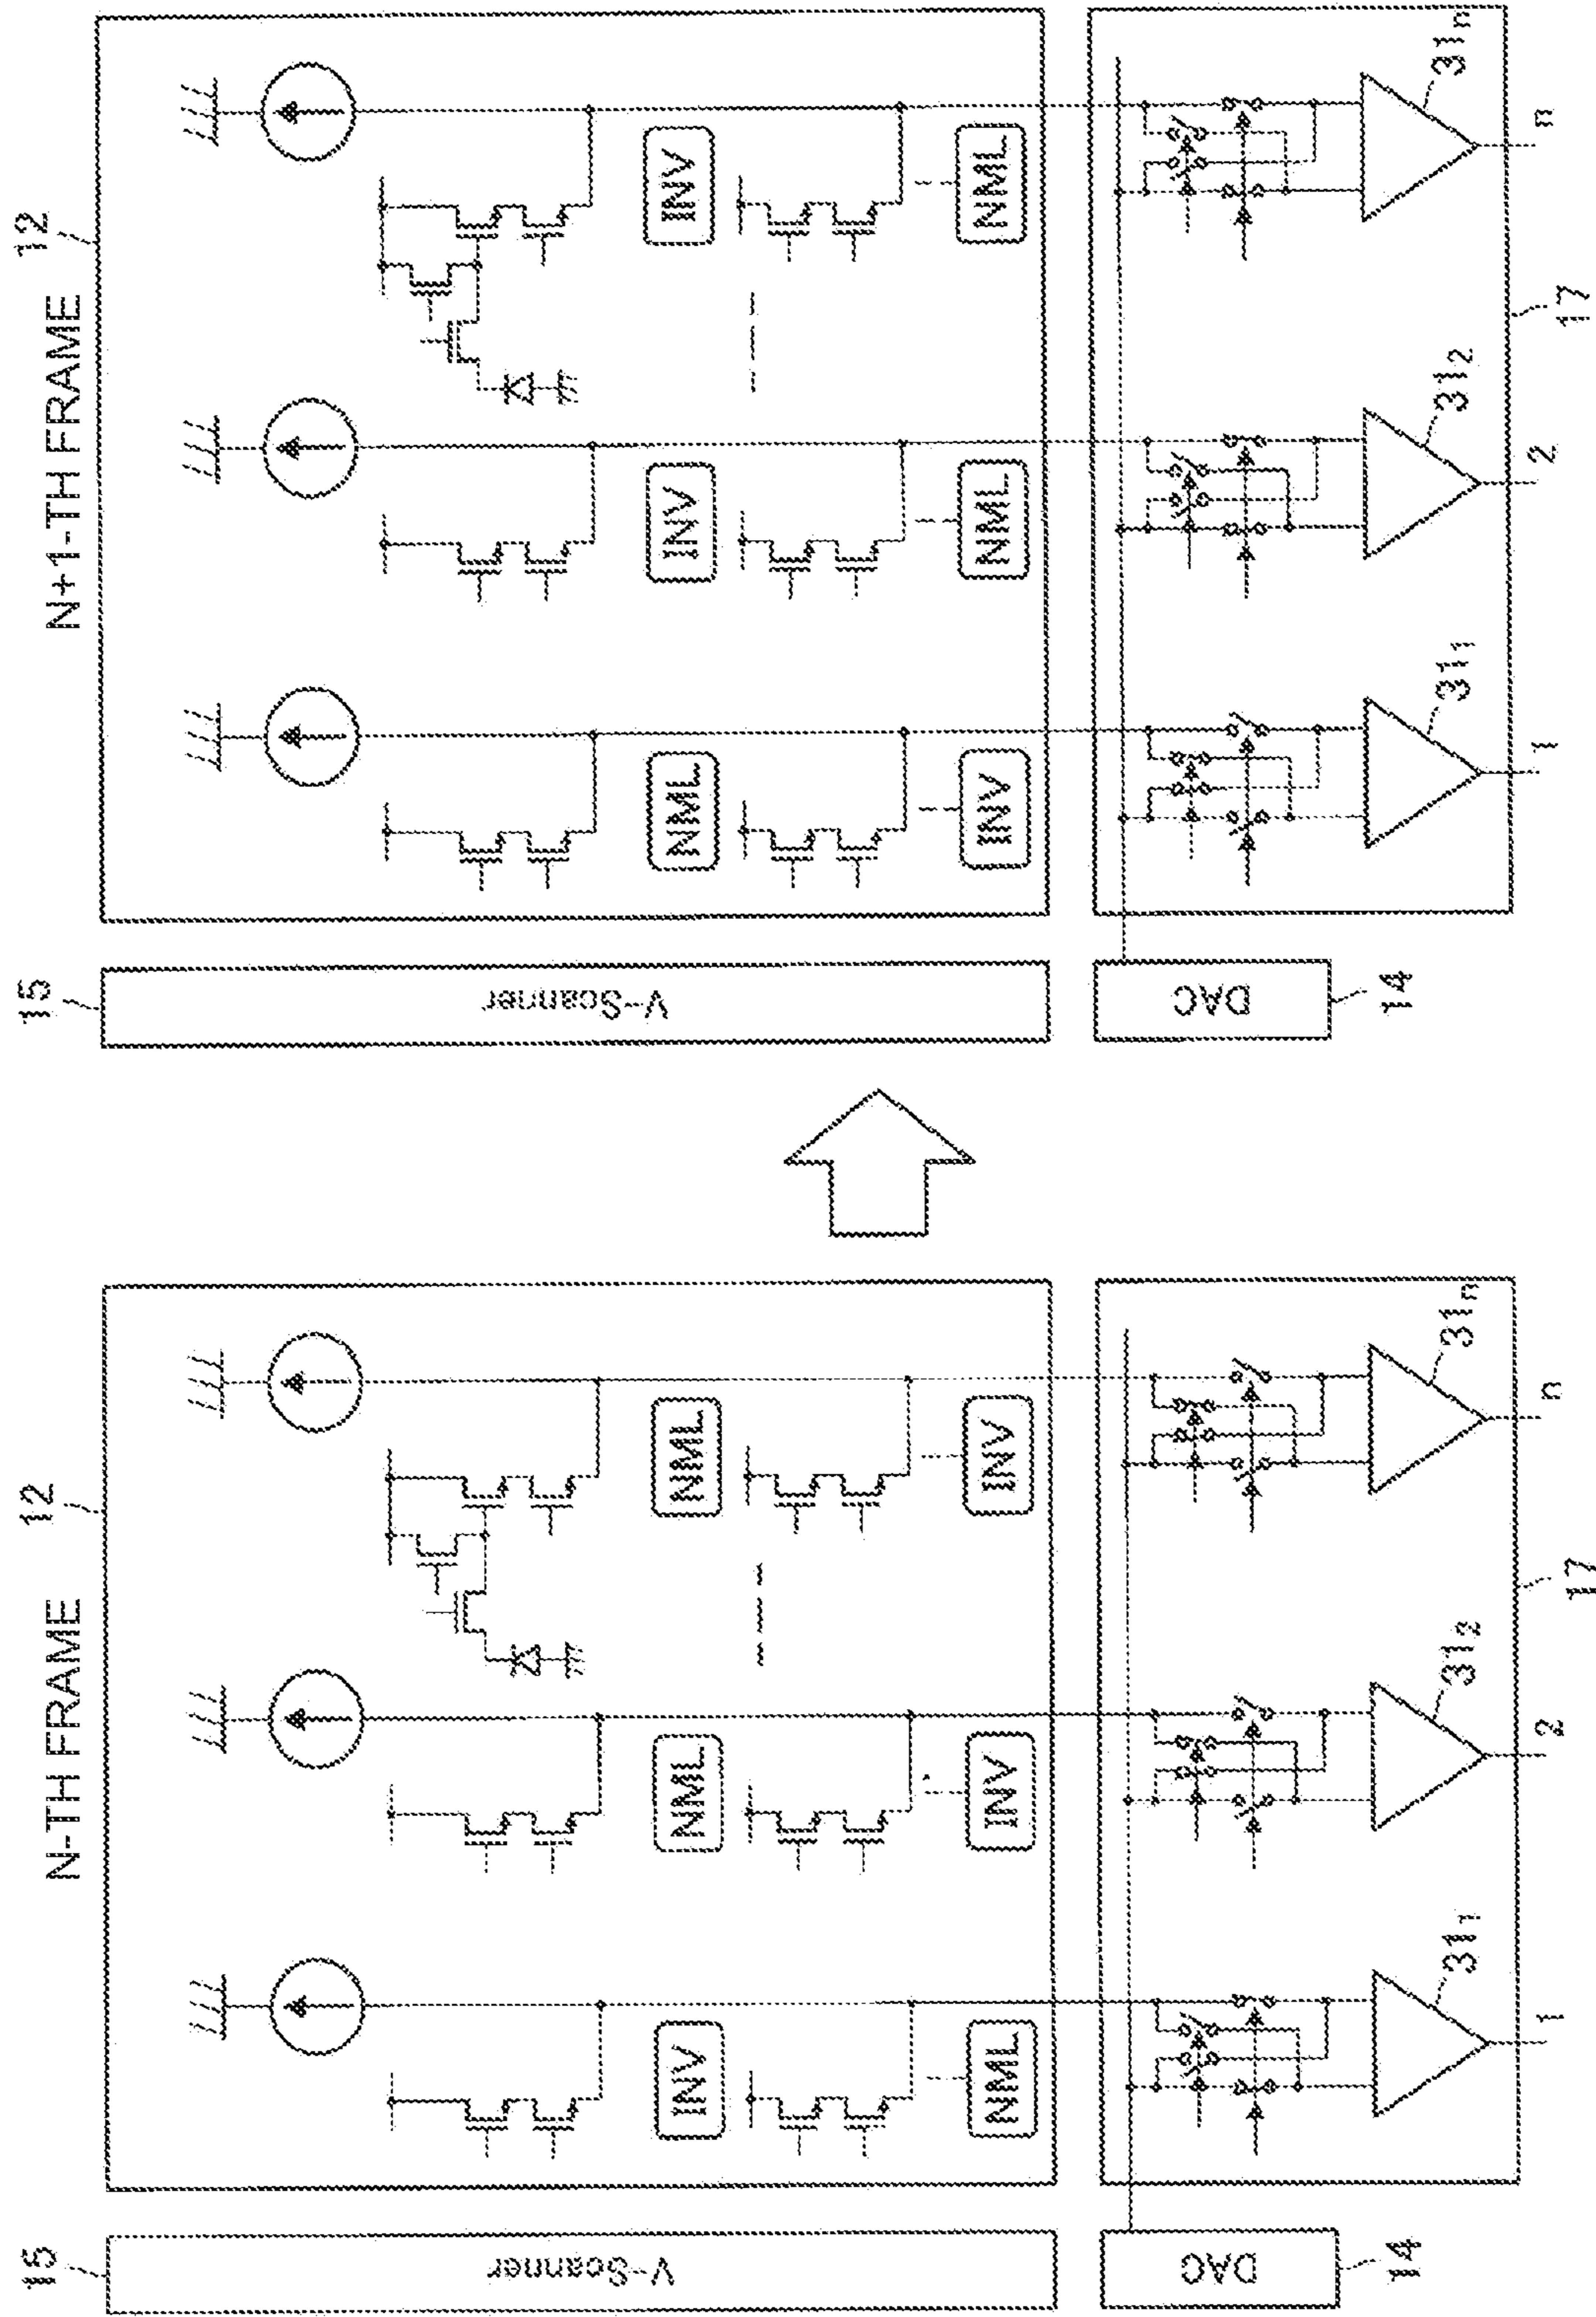 N-TH FRAME
15
12
V-Scanner
INV
NML
NML
NML
INV
INV
DAC
14
31₁
31₂
31ₙ
1
2
n
17
N+1-TH FRAME
15
12
V-Scanner
NML
INV
INV
INV
NML
NML
DAC
14
31₁
31₂
31ₙ
1
2
n
17